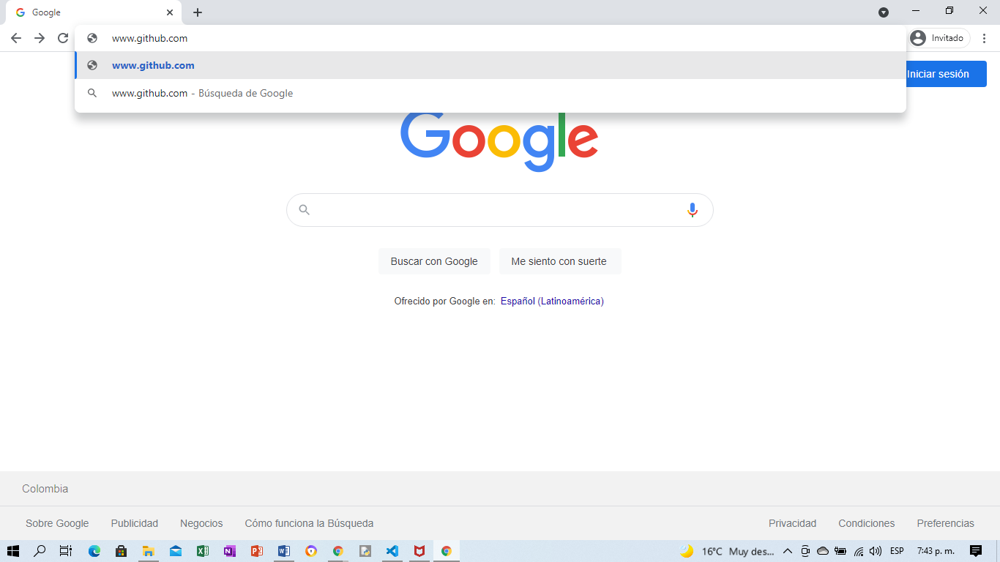 Google
www.github.com
Invitado
www.github.com
www.github.com - Búsqueda de Google
Iniciar sesión
Google
Buscar con Google Me siento con suerte
Ofrecido por Google en: Español (Latinoamérica)
Colombia
Sobre Google Publicidad Negocios Cómo funciona la Búsqueda Privacidad Condiciones Preferencias
16°C Muy des... ESP 7:43 p. m.